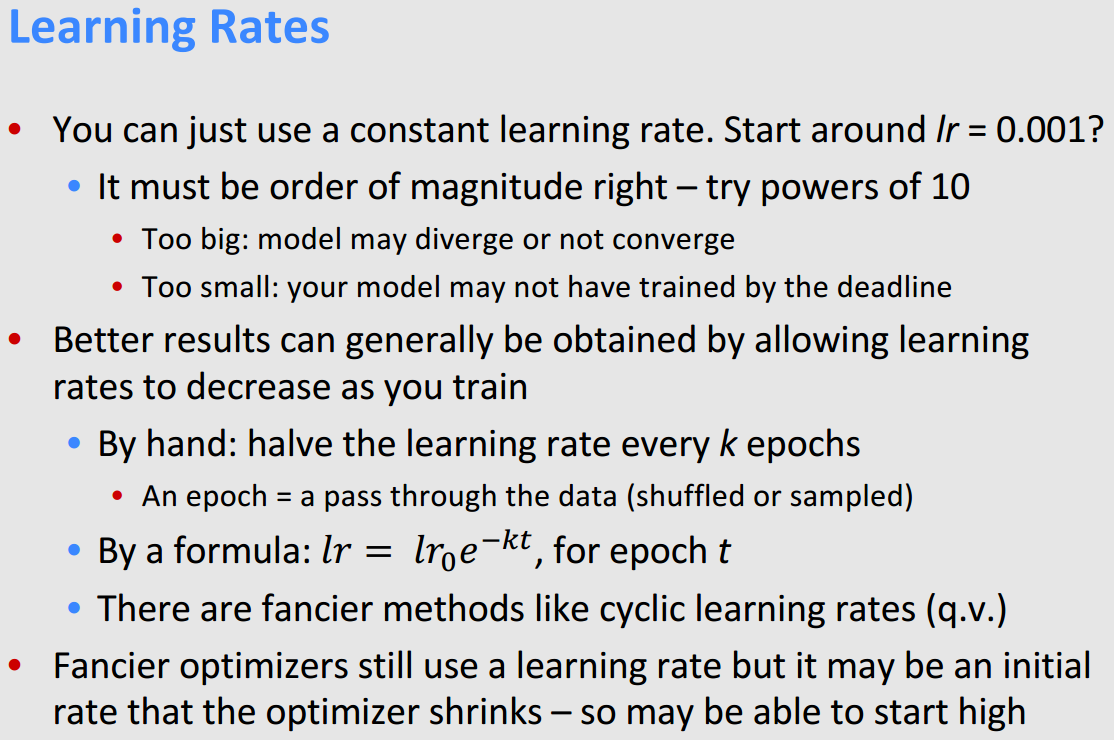 Learning Rates
• You can just use a constant learning rate. Start around lr = 0.001?
• It must be order of magnitude right – try powers of 10
• Too big: model may diverge or not converge
• Too small: your model may not have trained by the deadline
• Better results can generally be obtained by allowing learning
rates to decrease as you train
• By hand: halve the learning rate every k epochs
• An epoch = a pass through the data (shuffled or sampled)
• By a formula: lr = lr₀e^{−kt}, for epoch t
• There are fancier methods like cyclic learning rates (q.v.)
• Fancier optimizers still use a learning rate but it may be an initial
rate that the optimizer shrinks – so may be able to start high